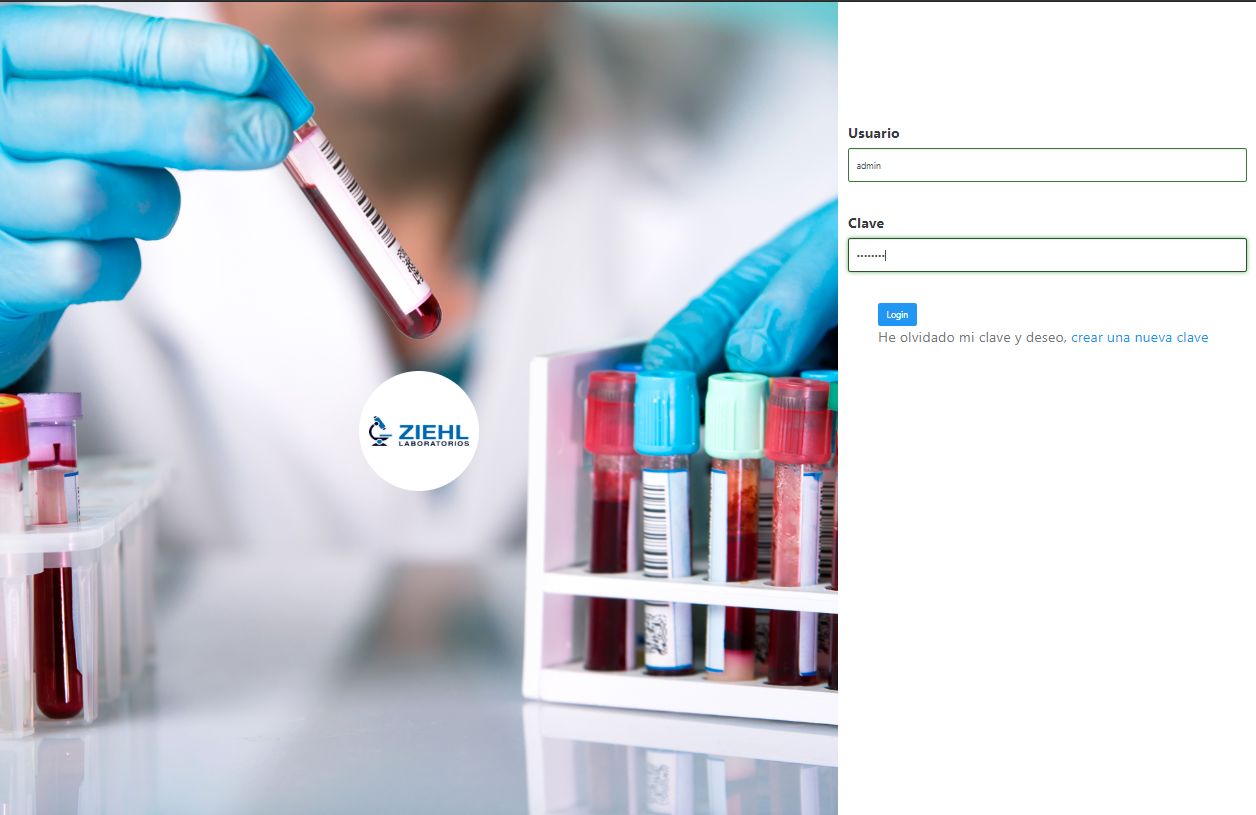 ZIEHL
LABORATORIOS
Usuario
admin
Clave
••••••••
Login
He olvidado mi clave y deseo, crear una nueva clave